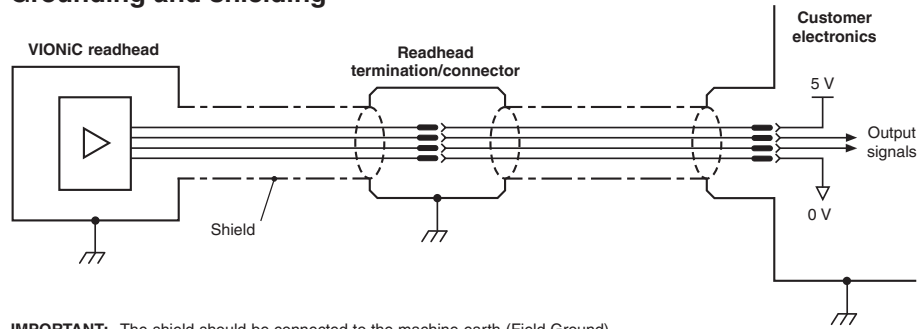 Grounding and shielding
Customer
electronics
VIONiC readhead
Readhead
termination/connector
5 V
Output
signals
0 V
Shield
IMPORTANT: The shield should be connected to the machine earth (Field Ground).